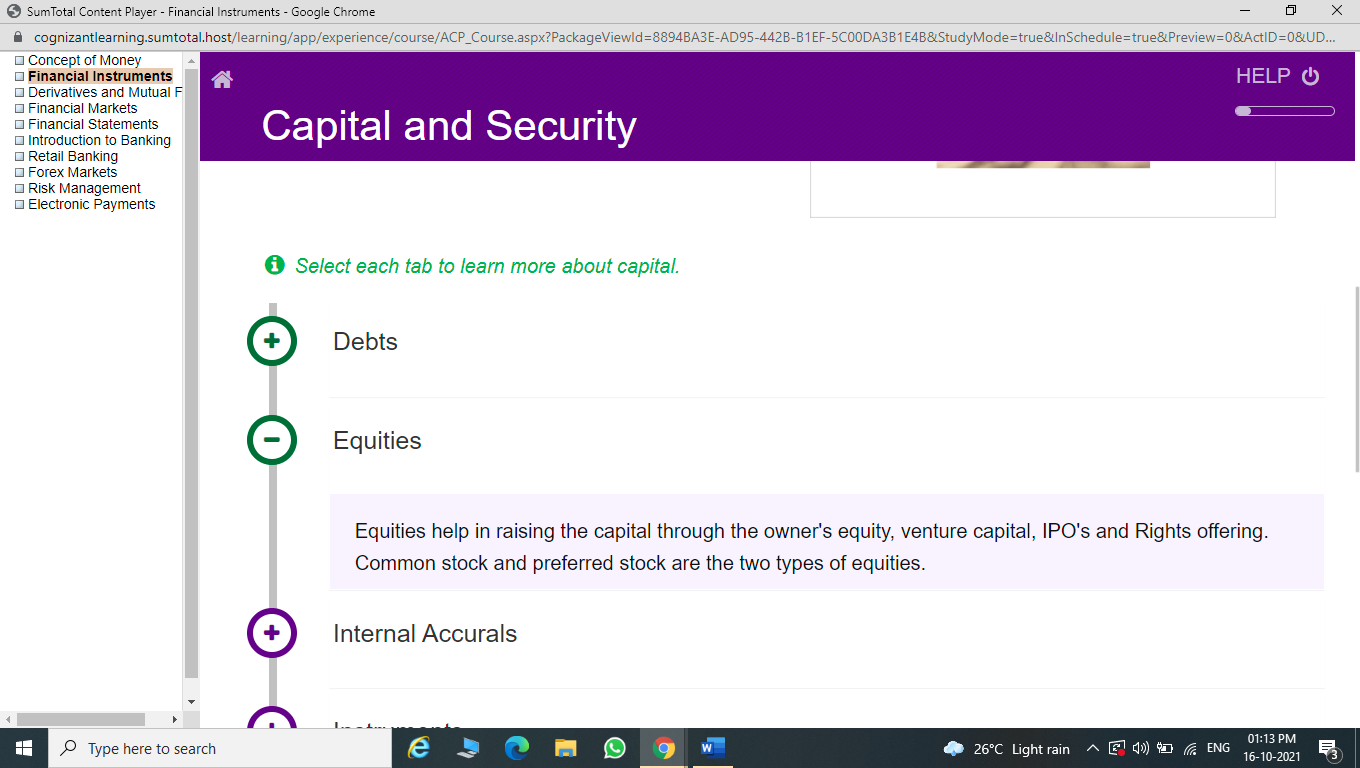 SumTotal Content Player - Financial Instruments - Google Chrome
cognizantlearning.sumtotal.host/learning/app/experience/course/ACP_Course.aspx?PackageViewId=8894BA3E-AD95-442B-B1EF-5C00DA3B1E4B&StudyMode=true&InSchedule=true&Preview=0&ActID=0&UD...
Concept of Money
Financial Instruments
Derivatives and Mutual F
Financial Markets
Financial Statements
Introduction to Banking
Retail Banking
Forex Markets
Risk Management
Electronic Payments
HELP
Capital and Security
Select each tab to learn more about capital.
Debts
Equities
Equities help in raising the capital through the owner's equity, venture capital, IPO's and Rights offering.
Common stock and preferred stock are the two types of equities.
Internal Accurals
Instruments
Type here to search
26°C Light rain
ENG
01:13 PM
16-10-2021
3